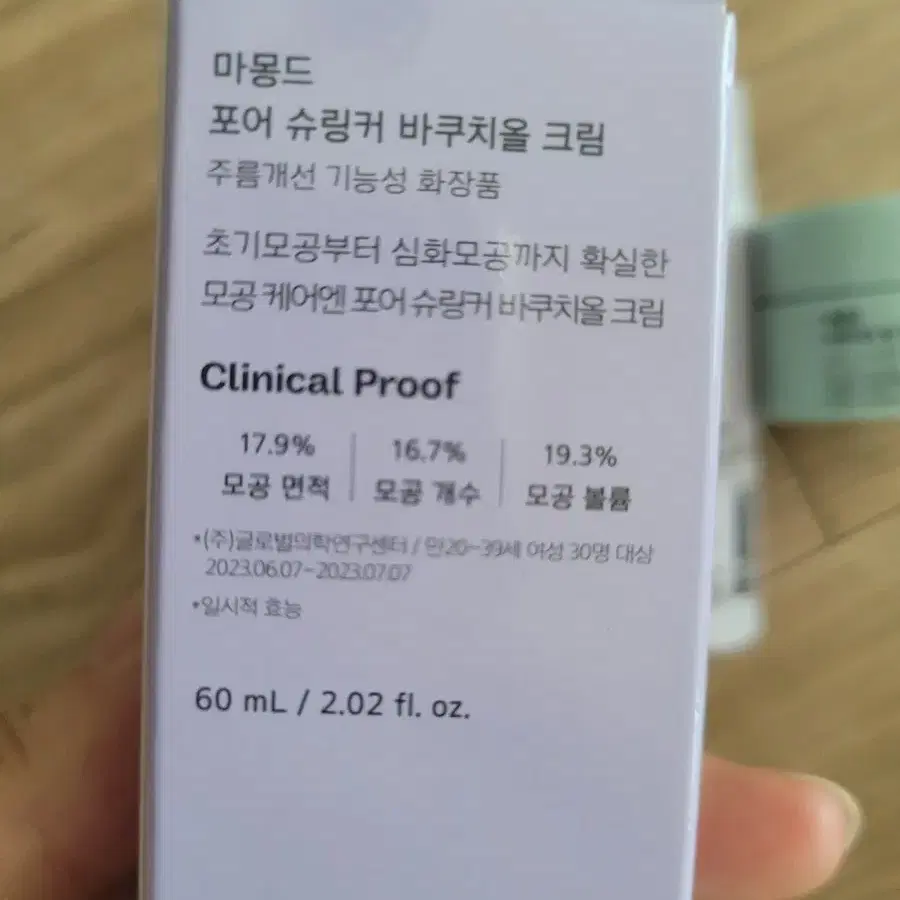 마몽드
포어 슈링커 바쿠치올 크림
주름개선 기능성 화장품
초기모공부터 심화모공까지 확실한
모공 케어엔 포어 슈링커 바쿠치올 크림
Clinical Proof
17.9% 16.7% 19.3%
모공 면적 모공 개수 모공 볼륨
*(주)글로벌의학연구센터 / 만20-39세 여성 30명 대상
2023.06.07-2023.07.07
*일시적 효능
60 mL / 2.02 fl. oz.